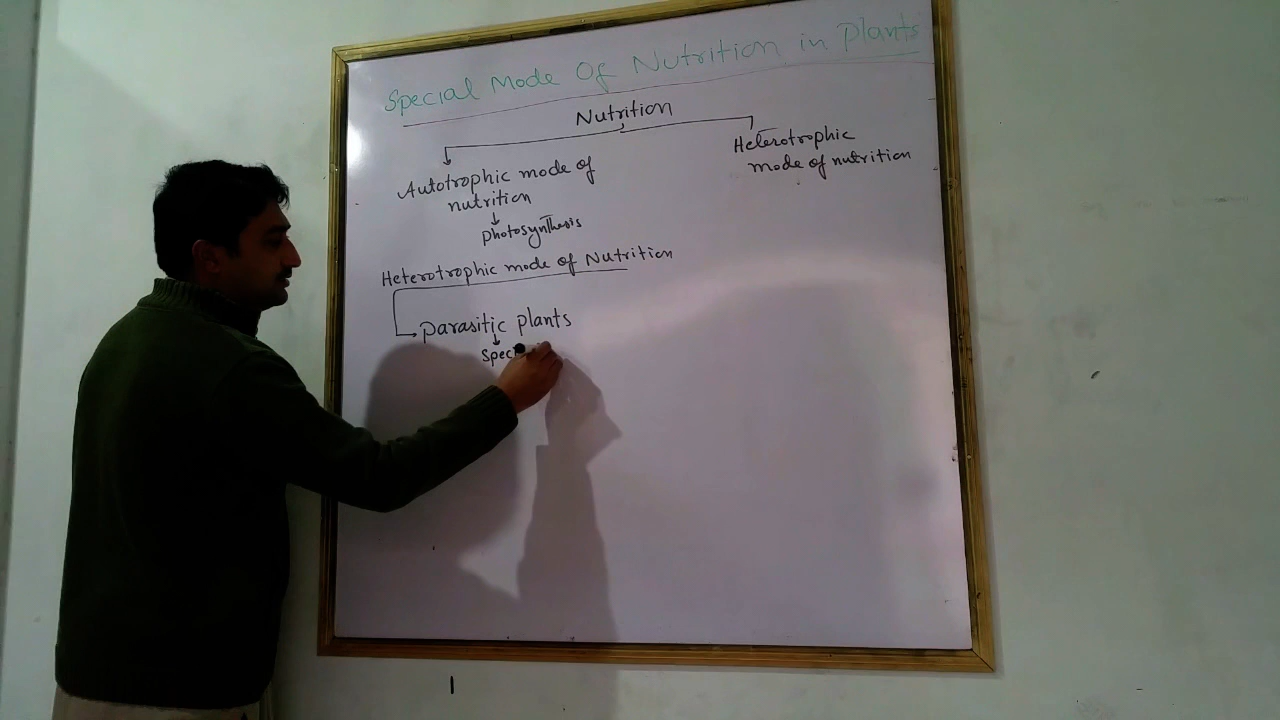 Special Mode Of Nutrition in Plants
Nutrition
Autotrophic mode of
nutrition
photosynthesis
Heterotrophic
mode of nutrition
Heterotrophic mode of Nutrition
parasitic plants
Spec